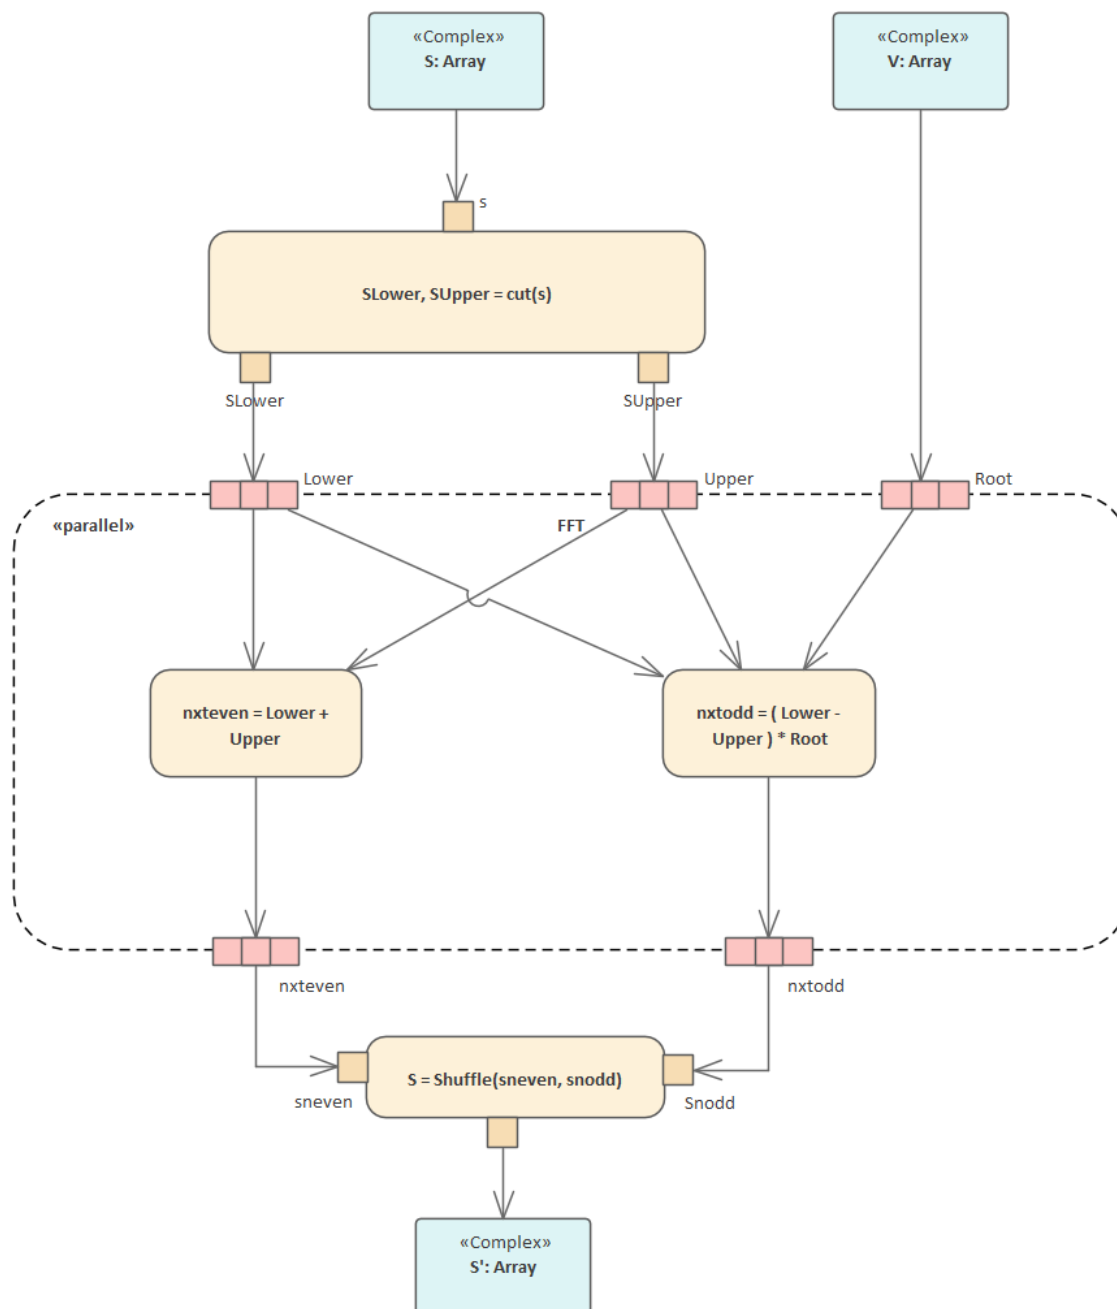 «Complex»
S: Array
«Complex»
V: Array
s
SLower, SUpper = cut(s)
SLower
SUpper
Lower
Upper
Root
«parallel»
FFT
nxteven = Lower +
Upper
nxtodd = ( Lower -
Upper ) * Root
nxteven
nxtodd
S = Shuffle(sneven, snodd)
sneven
Snodd
«Complex»
S': Array